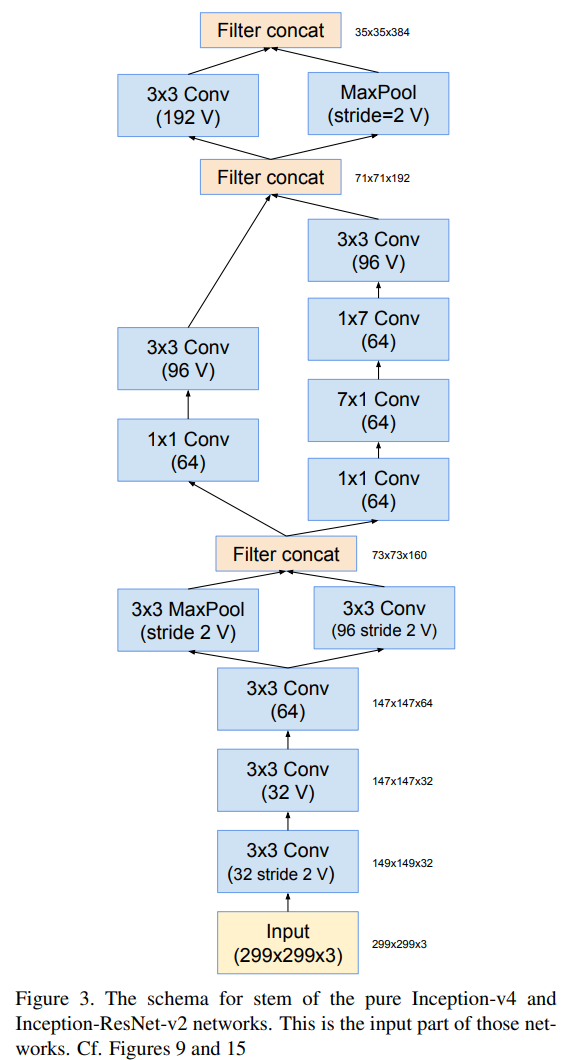 Filter concat 35x35x384
3x3 Conv
(192 V)
MaxPool
(stride=2 V)
Filter concat 71x71x192
3x3 Conv
(96 V)
1x7 Conv
(64)
3x3 Conv
(96 V)
7x1 Conv
(64)
1x1 Conv
(64)
1x1 Conv
(64)
Filter concat 73x73x160
3x3 MaxPool
(stride 2 V)
3x3 Conv
(96 stride 2 V)
3x3 Conv
(64)
147x147x64
3x3 Conv
(32 V)
147x147x32
3x3 Conv
(32 stride 2 V)
149x149x32
Input
(299x299x3)
299x299x3
Figure 3. The schema for stem of the pure Inception-v4 and
Inception-ResNet-v2 networks. This is the input part of those net-
works. Cf. Figures 9 and 15